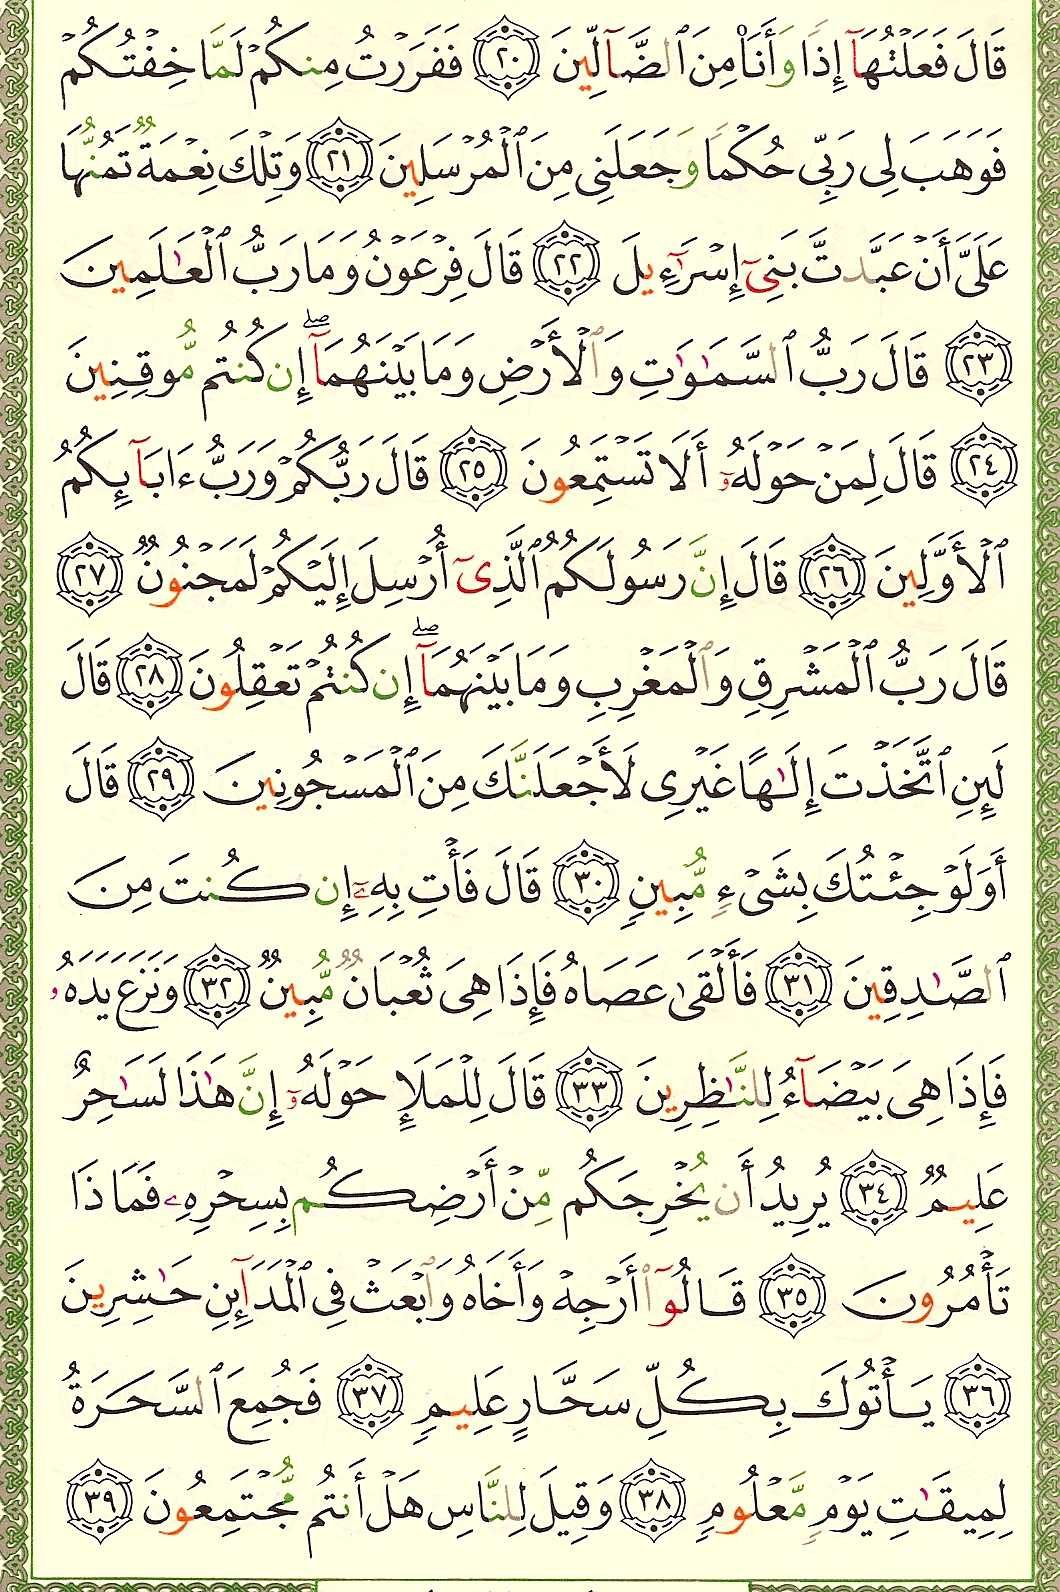 قَالَ فَعَلۡتُهَآ إِذٗا وَأَنَا۠ مِنَ ٱلضَّآلِّينَ ٢٠ فَفَرَرۡتُ مِنكُمۡ لَمَّا خِفۡتُكُمۡ
فَوَهَبَ لِي رَبِّي حُكۡمٗا وَجَعَلَنِي مِنَ ٱلۡمُرۡسَلِينَ ٢١ وَتِلۡكَ نِعۡمَةٞ تَمُنُّهَا
عَلَيَّ أَنۡ عَبَّدتَّ بَنِيٓ إِسۡرَٰٓءِيلَ ٢٢ قَالَ فِرۡعَوۡنُ وَمَا رَبُّ ٱلۡعَٰلَمِينَ
٢٣ قَالَ رَبُّ ٱلسَّمَٰوَٰتِ وَٱلۡأَرۡضِ وَمَا بَيۡنَهُمَآۖ إِن كُنتُم مُّوقِنِينَ
٢٤ قَالَ لِمَنۡ حَوۡلَهُۥٓ أَلَا تَسۡتَمِعُونَ ٢٥ قَالَ رَبُّكُمۡ وَرَبُّ ءَابَآئِكُمُ
ٱلۡأَوَّلِينَ ٢٦ قَالَ إِنَّ رَسُولَكُمُ ٱلَّذِيٓ أُرۡسِلَ إِلَيۡكُمۡ لَمَجۡنُونٞ ٢٧
قَالَ رَبُّ ٱلۡمَشۡرِقِ وَٱلۡمَغۡرِبِ وَمَا بَيۡنَهُمَآۖ إِن كُنتُمۡ تَعۡقِلُونَ ٢٨ قَالَ
لَئِنِ ٱتَّخَذۡتَ إِلَٰهًا غَيۡرِي لَأَجۡعَلَنَّكَ مِنَ ٱلۡمَسۡجُونِينَ ٢٩ قَالَ
أَوَلَوۡ جِئۡتُكَ بِشَيۡءٖ مُّبِينٖ ٣٠ قَالَ فَأۡتِ بِهِۦٓ إِن كُنتَ مِنَ
ٱلصَّٰدِقِينَ ٣١ فَأَلۡقَىٰ عَصَاهُ فَإِذَا هِيَ ثُعۡبَانٞ مُّبِينٞ ٣٢ وَنَزَعَ يَدَهُۥ
فَإِذَا هِيَ بَيۡضَآءُ لِلنَّٰظِرِينَ ٣٣ قَالَ لِلۡمَلَإِ حَوۡلَهُۥٓ إِنَّ هَٰذَا لَسَٰحِرٌ
عَلِيمٞ ٣٤ يُرِيدُ أَن يُخۡرِجَكُم مِّنۡ أَرۡضِكُم بِسِحۡرِهِۦ فَمَاذَا
تَأۡمُرُونَ ٣٥ قَالُوٓاْ أَرۡجِهۡ وَأَخَاهُ وَٱبۡعَثۡ فِي ٱلۡمَدَآئِنِ حَٰشِرِينَ
٣٦ يَأۡتُوكَ بِكُلِّ سَحَّارٍ عَلِيمٖ ٣٧ فَجُمِعَ ٱلسَّحَرَةُ
لِمِيقَٰتِ يَوۡمٖ مَّعۡلُومٖ ٣٨ وَقِيلَ لِلنَّاسِ هَلۡ أَنتُم مُّجۡتَمِعُونَ ٣٩